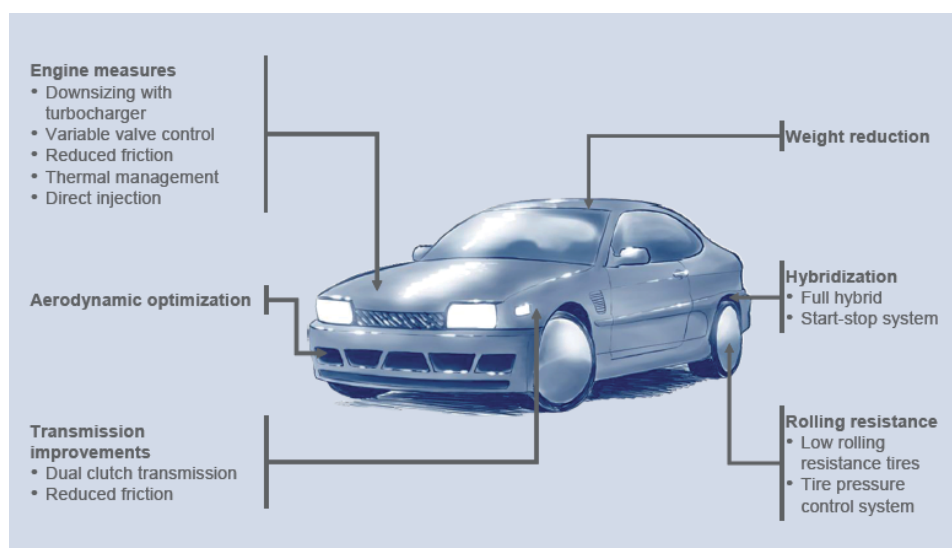 Engine measures
• Downsizing with
turbocharger
• Variable valve control
• Reduced friction
• Thermal management
• Direct injection
Aerodynamic optimization
Transmission
improvements
• Dual clutch transmission
• Reduced friction
Weight reduction
Hybridization
• Full hybrid
• Start-stop system
Rolling resistance
• Low rolling
resistance tires
• Tire pressure
control system